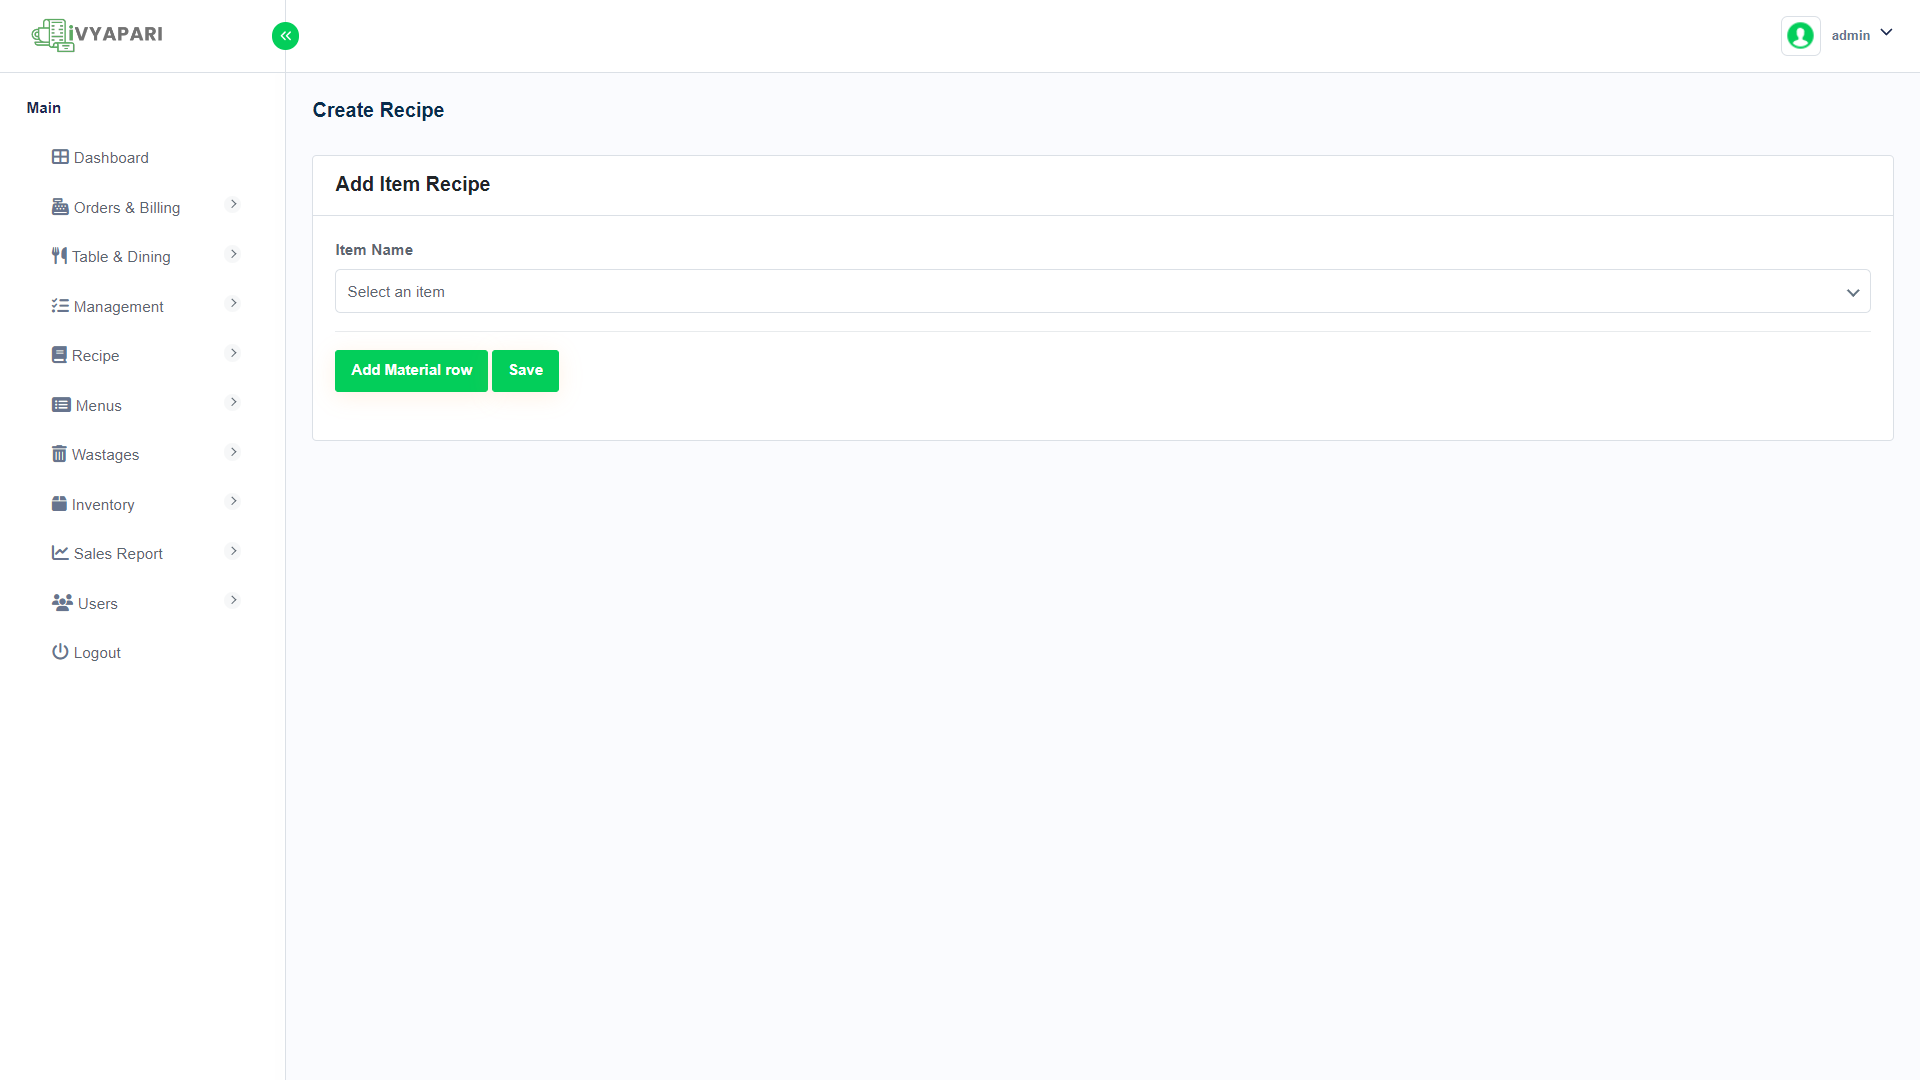 iVYAPARI
admin
Main
Dashboard
Orders & Billing
Table & Dining
Management
Recipe
Menus
Wastages
Inventory
Sales Report
Users
Logout
Create Recipe
Add Item Recipe
Item Name
Select an item
Add Material row
Save